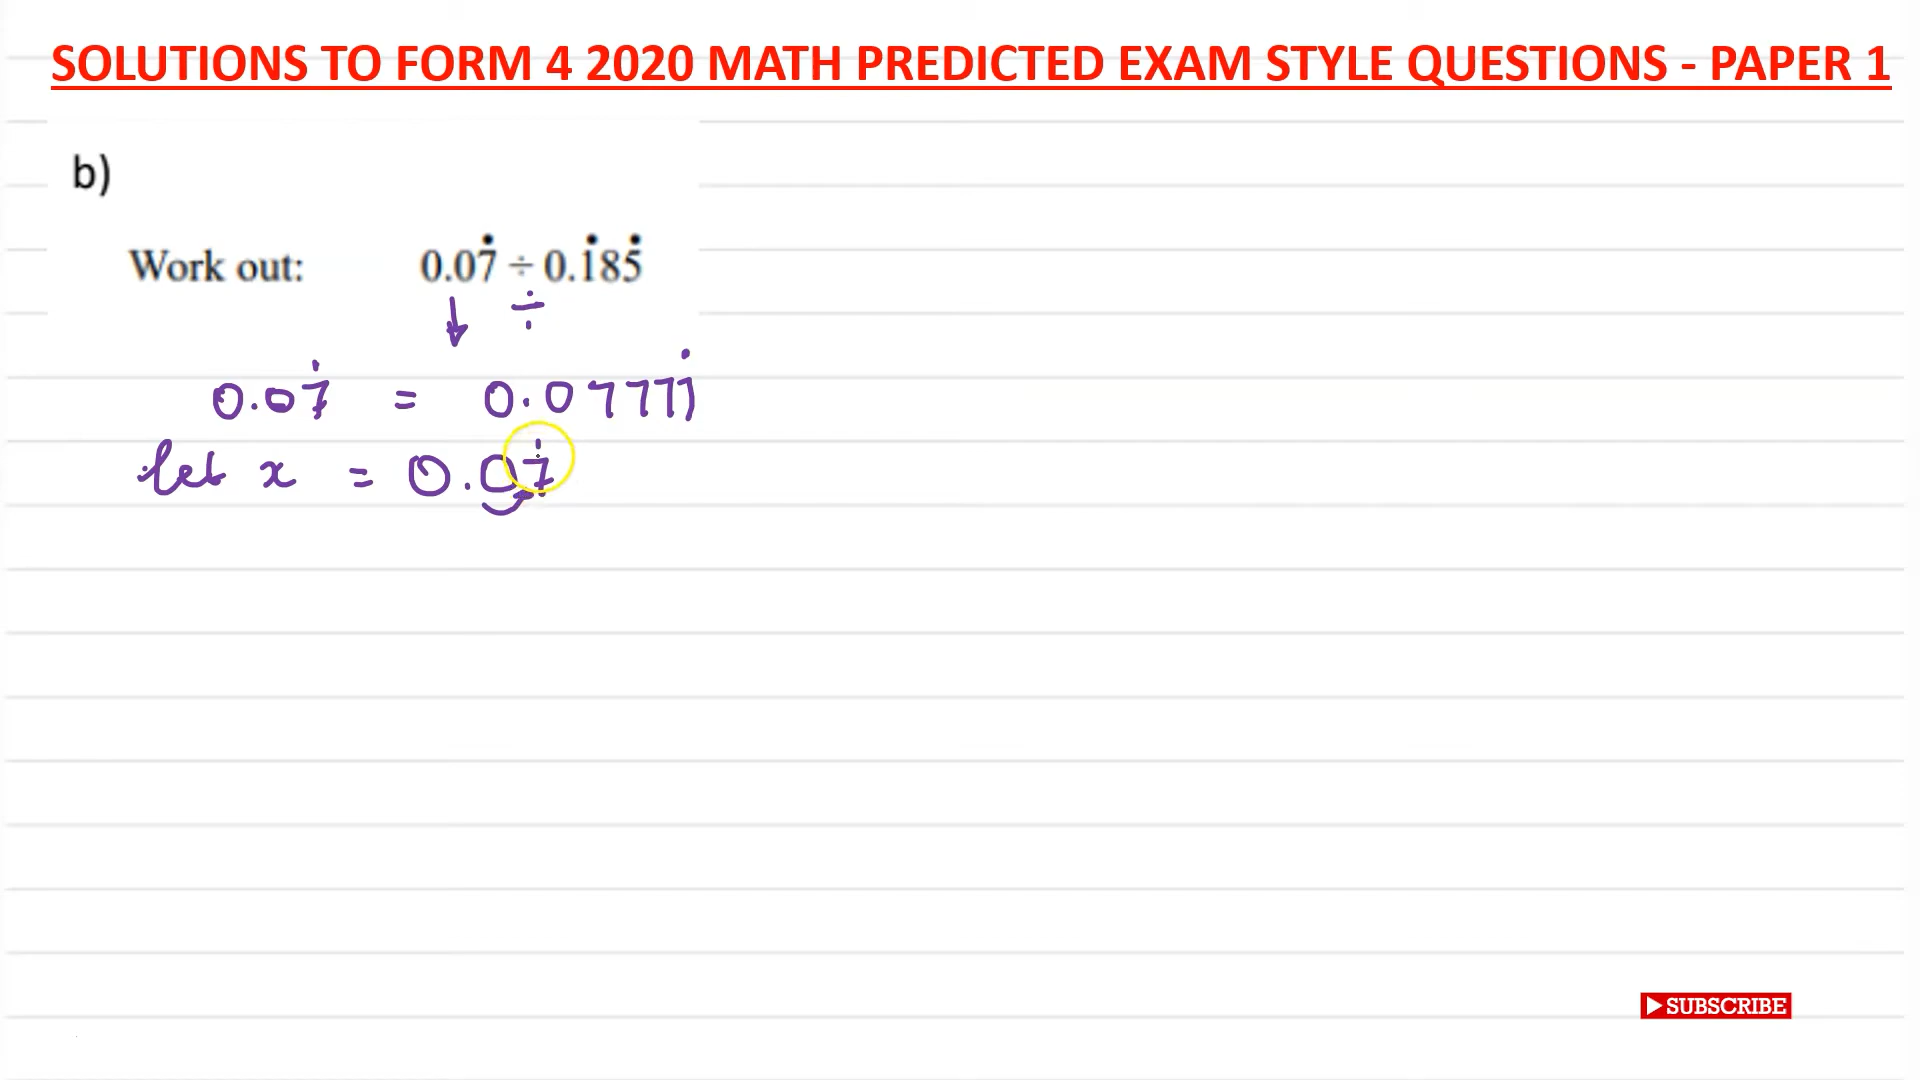 SOLUTIONS TO FORM 4 2020 MATH PREDICTED EXAM STYLE QUESTIONS - PAPER 1
b)
Work out: 0.07̇ ÷ 0.1̇85̇
↓ ÷
0.07̇ = 0.07777̇
let x = 0.07̇
SUBSCRIBE